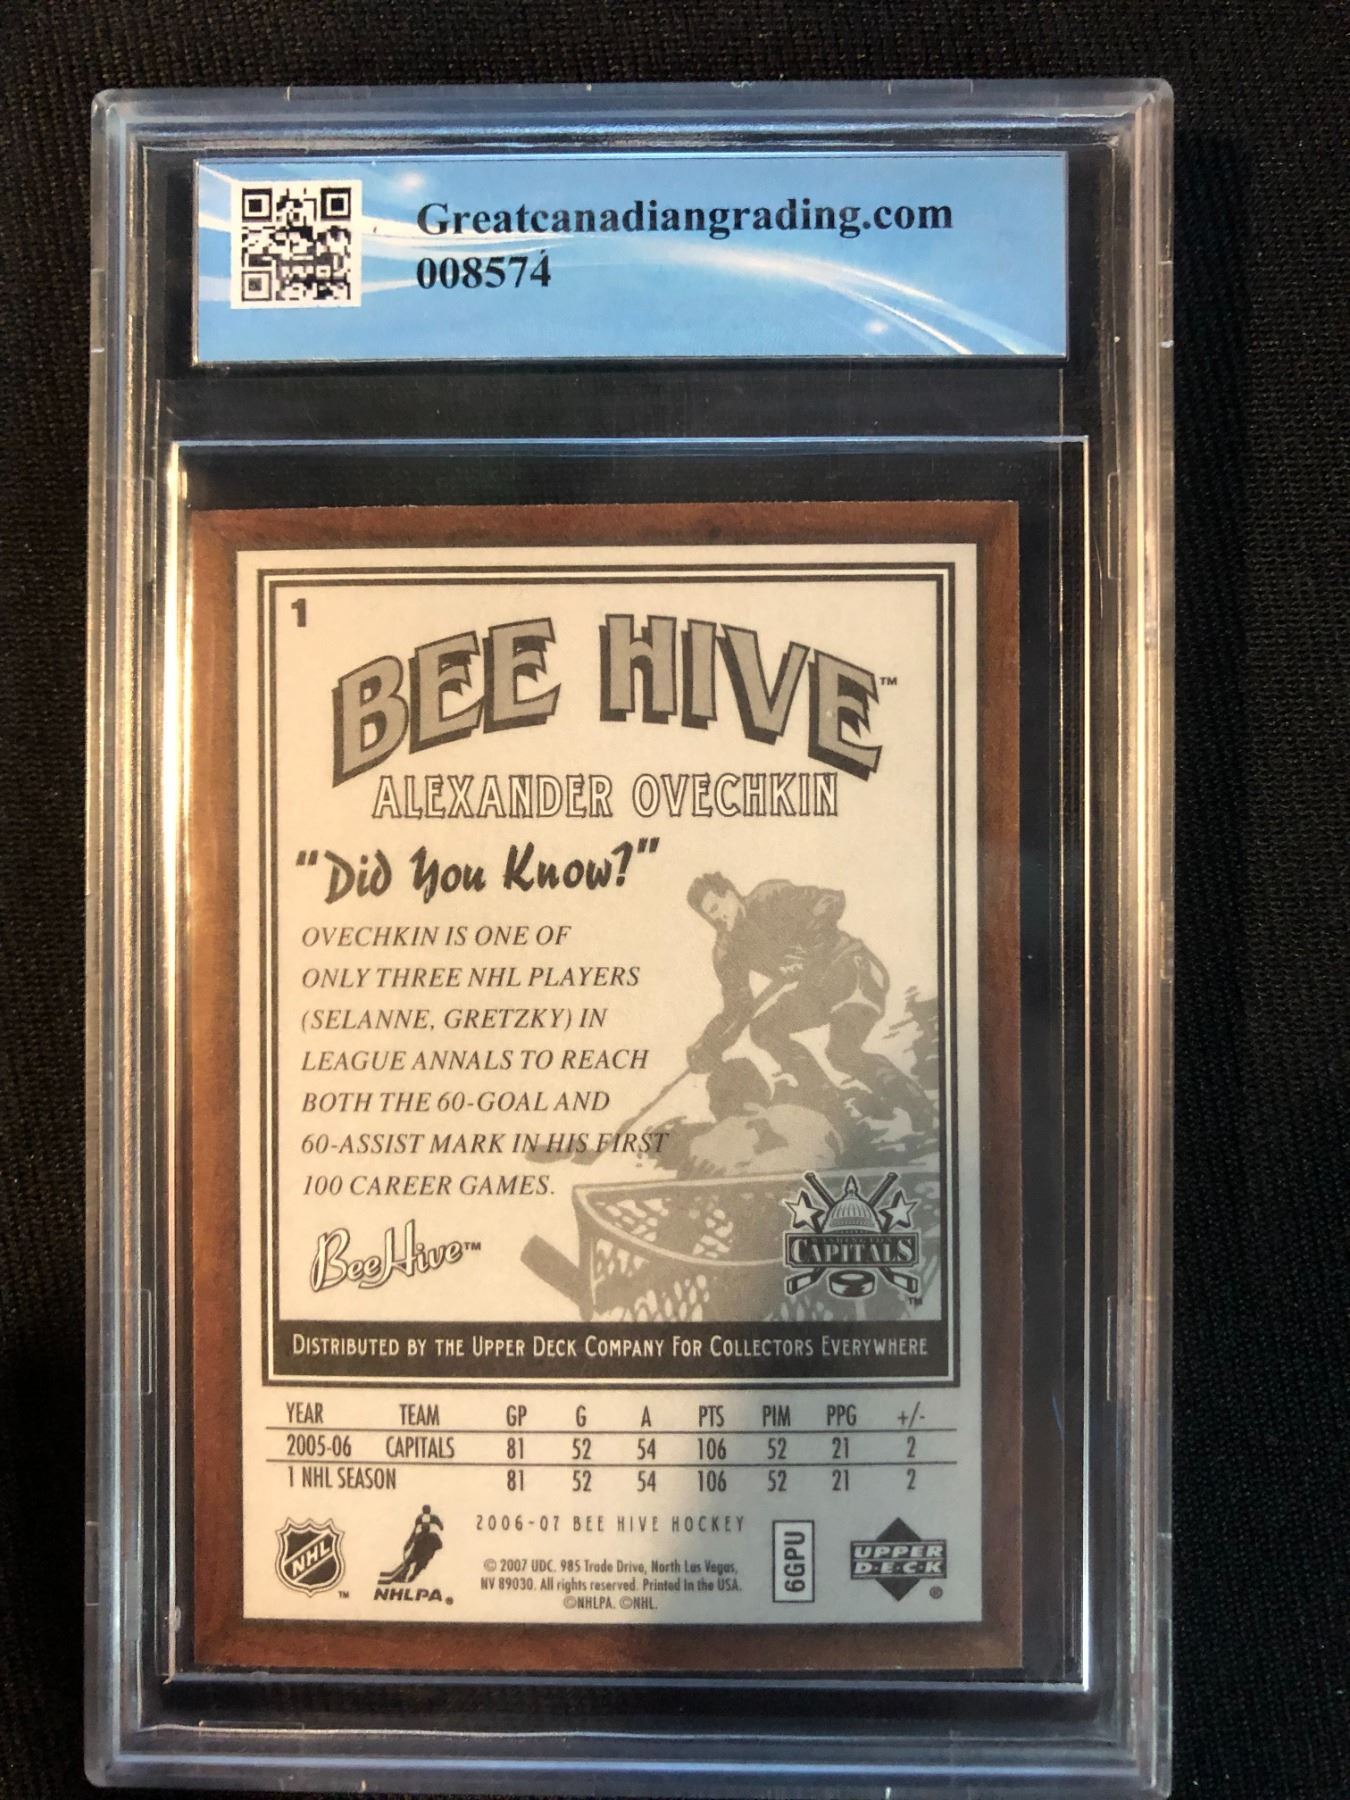 Greatcanadiangrading.com
008574
1
BEE HIVE™
ALEXANDER OVECHKIN
"Did You Know?"
OVECHKIN IS ONE OF
ONLY THREE NHL PLAYERS
(SELANNE, GRETZKY) IN
LEAGUE ANNALS TO REACH
BOTH THE 60-GOAL AND
60-ASSIST MARK IN HIS FIRST
100 CAREER GAMES.
BeeHive™
WASHINGTON
CAPITALS
TM
DISTRIBUTED BY THE UPPER DECK COMPANY FOR COLLECTORS EVERYWHERE
YEAR TEAM GP G A PTS PIM PPG +/-
2005-06 CAPITALS 81 52 54 106 52 21 2
1 NHL SEASON 81 52 54 106 52 21 2
2006-07 BEE HIVE HOCKEY
NHL TM
NHLPA®
© 2007 UDC. 985 Trade Drive, North Las Vegas,
NV 89030. All rights reserved. Printed in the USA.
©NHLPA. ©NHL.
6GPU
UPPER
D·E·C·K ®